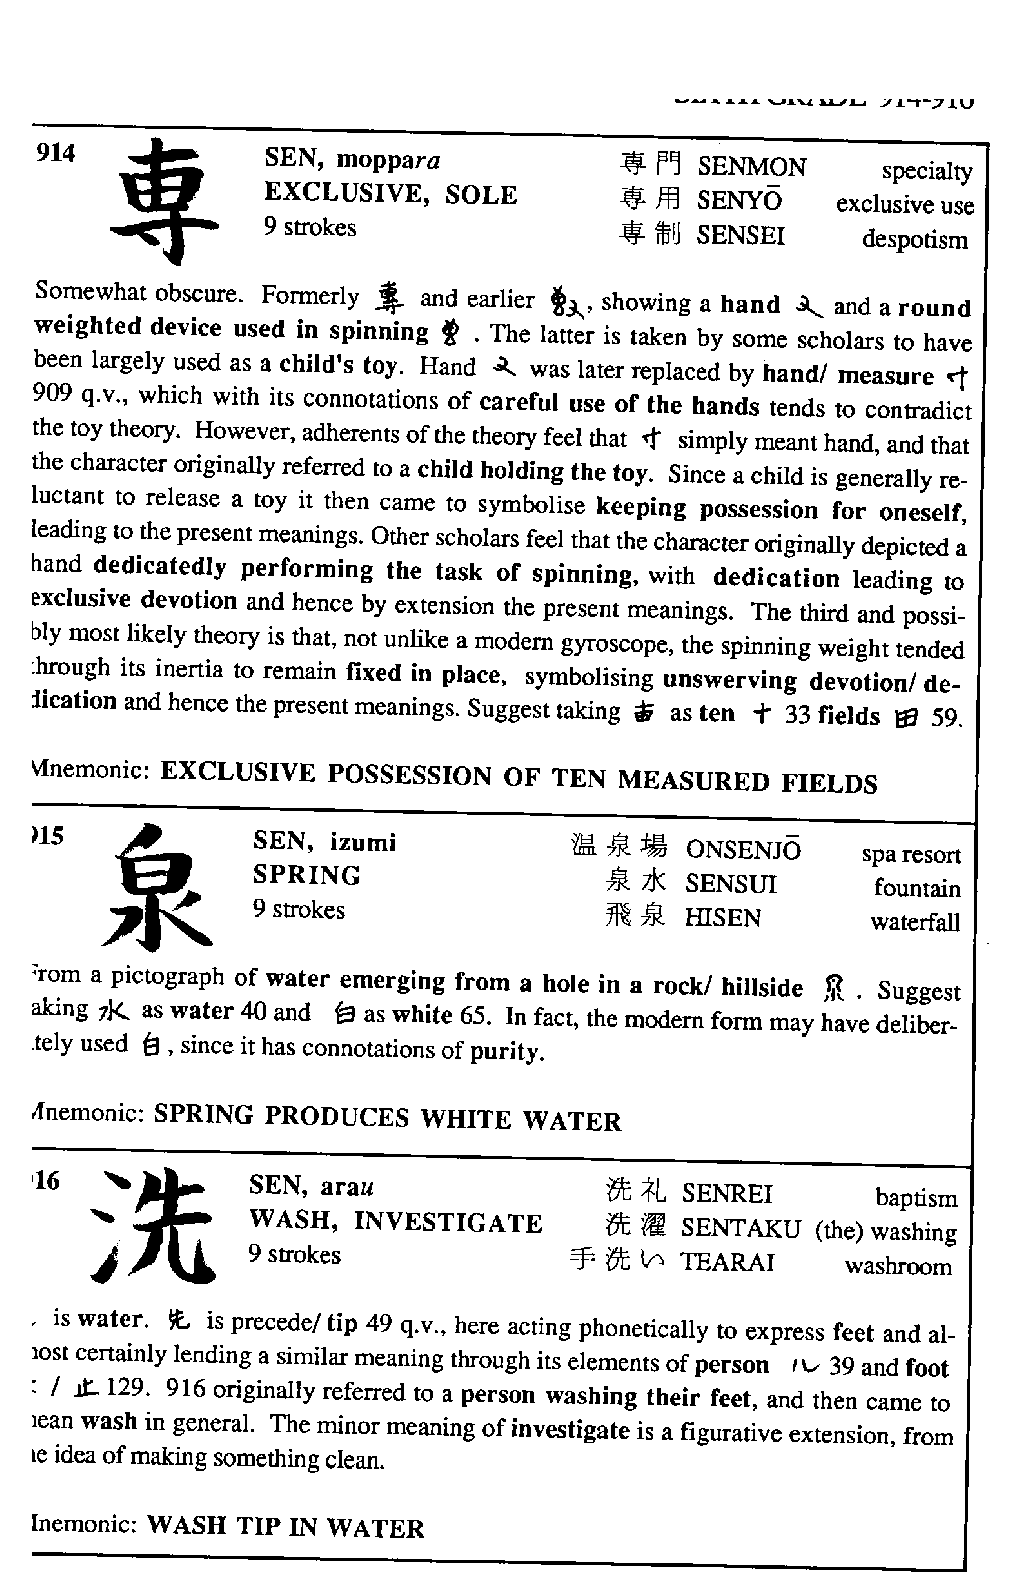 GRADE 914-916
914 専 SEN, moppara 専門 SENMON specialty
EXCLUSIVE, SOLE 専用 SENYŌ exclusive use
9 strokes 専制 SENSEI despotism
Somewhat obscure. Formerly 專 and earlier , showing a hand and a round
weighted device used in spinning . The latter is taken by some scholars to have
been largely used as a child's toy. Hand was later replaced by hand/ measure 寸
909 q.v., which with its connotations of careful use of the hands tends to contradict
the toy theory. However, adherents of the theory feel that 寸 simply meant hand, and that
the character originally referred to a child holding the toy. Since a child is generally re-
luctant to release a toy it then came to symbolise keeping possession for oneself,
leading to the present meanings. Other scholars feel that the character originally depicted a
hand dedicatedly performing the task of spinning, with dedication leading to
exclusive devotion and hence by extension the present meanings. The third and possi-
bly most likely theory is that, not unlike a modern gyroscope, the spinning weight tended
through its inertia to remain fixed in place, symbolising unswerving devotion/ de-
dication and hence the present meanings. Suggest taking as ten 十 33 fields 田 59.
Mnemonic: EXCLUSIVE POSSESSION OF TEN MEASURED FIELDS
915 泉 SEN, izumi 温泉場 ONSENJŌ spa resort
SPRING 泉水 SENSUI fountain
9 strokes 飛泉 HISEN waterfall
From a pictograph of water emerging from a hole in a rock/ hillside . Suggest
aking 水 as water 40 and 白 as white 65. In fact, the modern form may have deliber-
tely used 白, since it has connotations of purity.
Mnemonic: SPRING PRODUCES WHITE WATER
916 洗 SEN, arau 洗礼 SENREI baptism
WASH, INVESTIGATE 洗濯 SENTAKU (the) washing
9 strokes 手洗い TEARAI washroom
is water. 先 is precede/ tip 49 q.v., here acting phonetically to express feet and al-
most certainly lending a similar meaning through its elements of person 儿 39 and foot
/ 止 129. 916 originally referred to a person washing their feet, and then came to
mean wash in general. The minor meaning of investigate is a figurative extension, from
he idea of making something clean.
Mnemonic: WASH TIP IN WATER